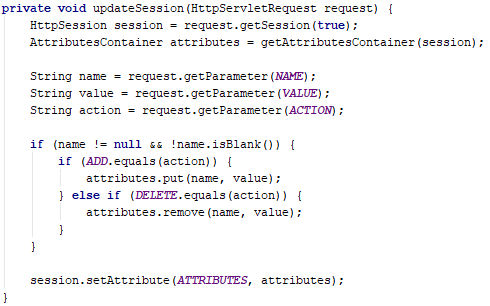 private void updateSession(HttpServletRequest request) {
    HttpSession session = request.getSession(true);
    AttributesContainer attributes = getAttributesContainer(session);

    String name = request.getParameter(NAME);
    String value = request.getParameter(VALUE);
    String action = request.getParameter(ACTION);

    if (name != null && !name.isBlank()) {
        if (ADD.equals(action)) {
            attributes.put(name, value);
        } else if (DELETE.equals(action)) {
            attributes.remove(name, value);
        }
    }

    session.setAttribute(ATTRIBUTES, attributes);
}